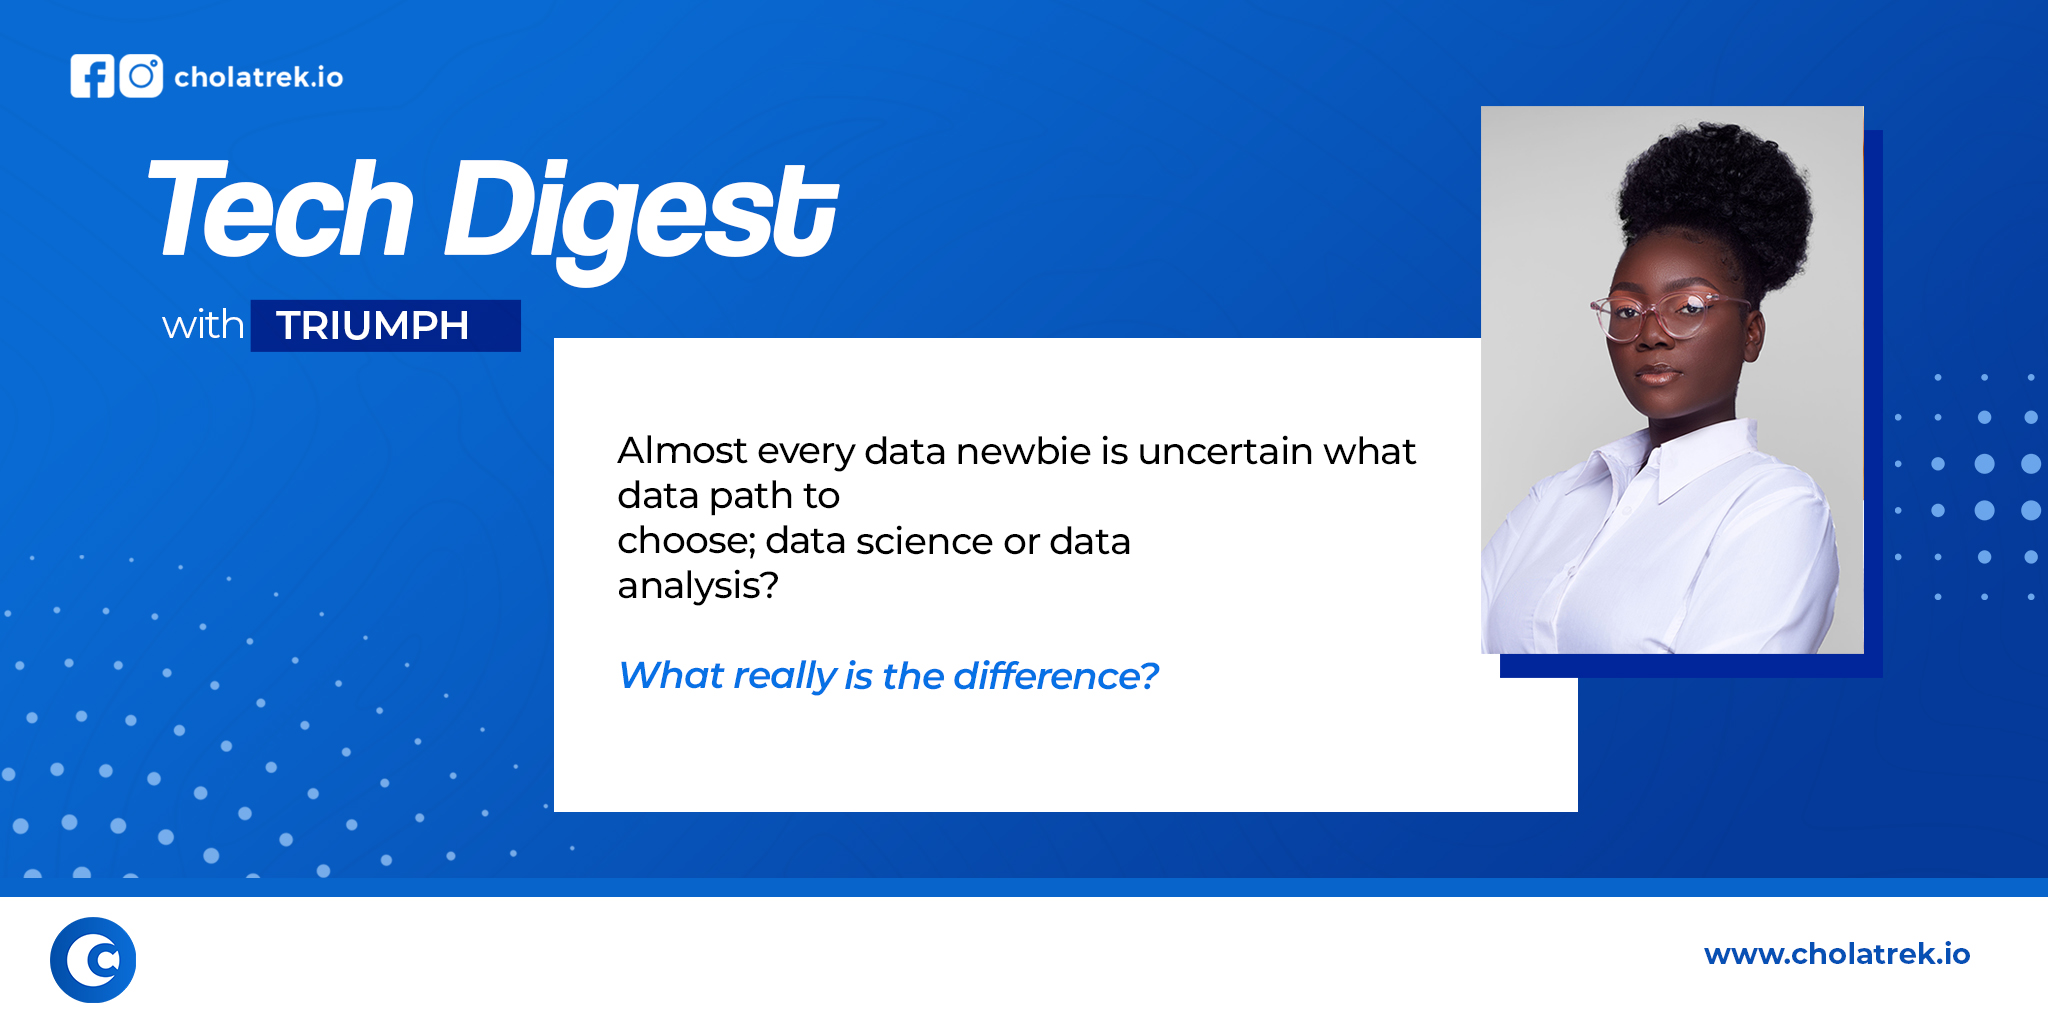 cholatrek.io
Tech Digest
with TRIUMPH
Almost every data newbie is uncertain what
data path to
choose; data science or data
analysis?
What really is the difference?
www.cholatrek.io